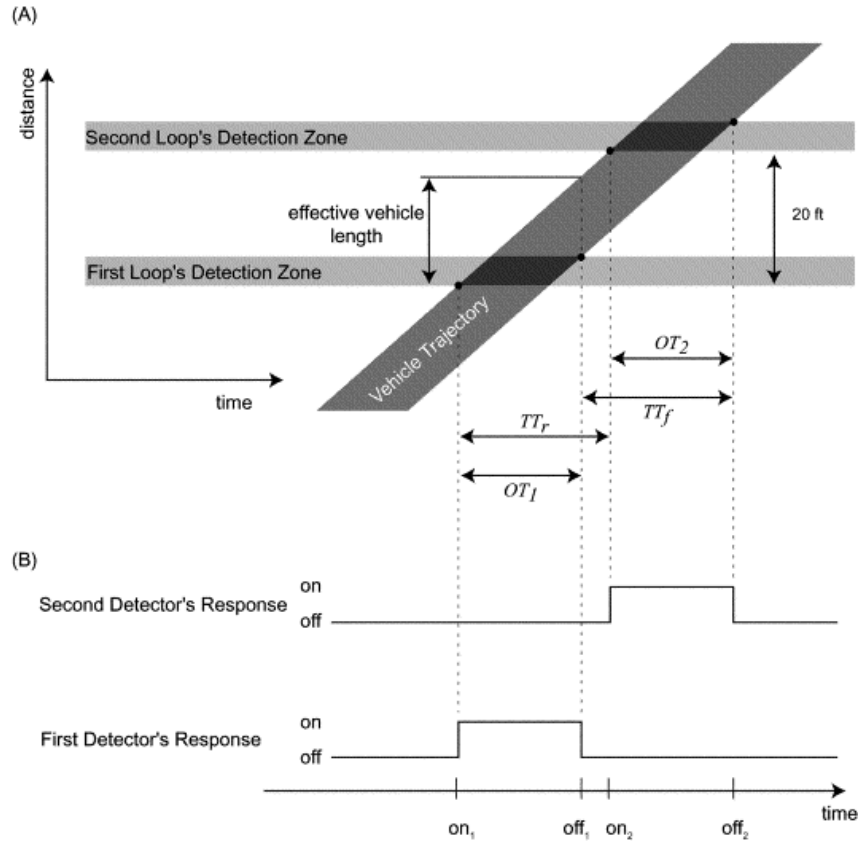 (A)
distance
Second Loop's Detection Zone
effective vehicle
length
20 ft
First Loop's Detection Zone
Vehicle Trajectory
time
OT2
TTf
TTr
OT1
(B)
on
Second Detector's Response
off
on
First Detector's Response
off
time
on1 off1 on2 off2